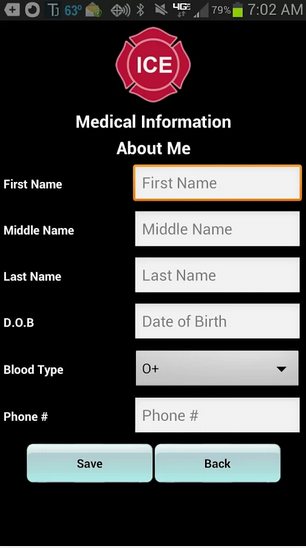 63° 4G 79% 7:02 AM
ICE
Medical Information
About Me
First Name First Name
Middle Name Middle Name
Last Name Last Name
D.O.B Date of Birth
Blood Type O+
Phone # Phone #
Save Back